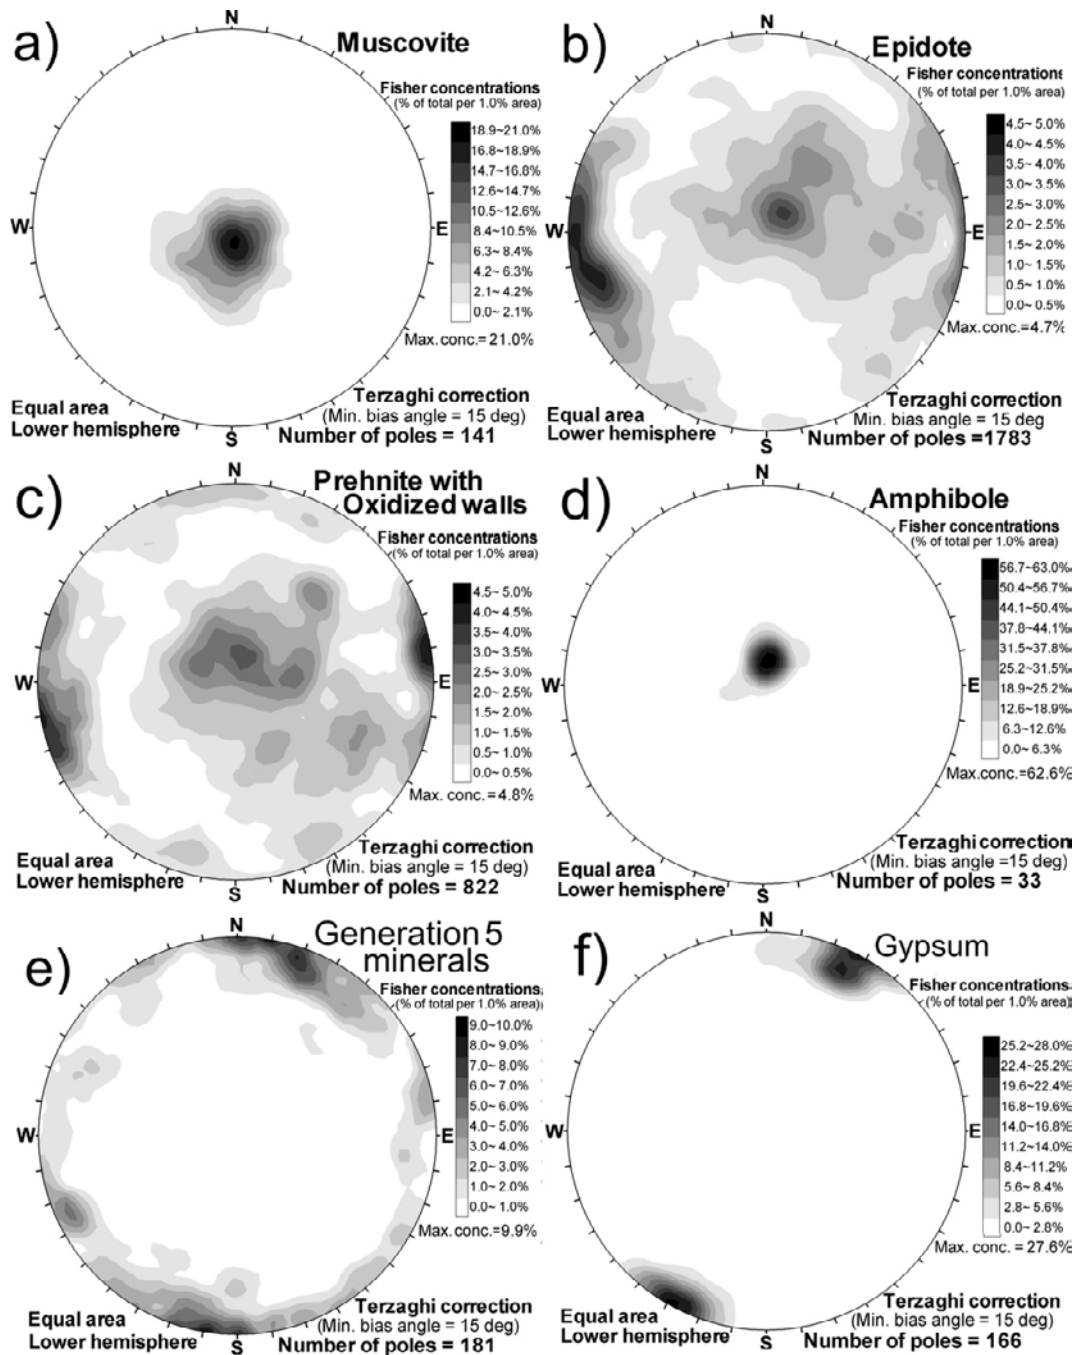 a)
N
Muscovite
Fisher concentrations
(% of total per 1.0% area)
18.9~21.0%
16.8~18.9%
14.7~16.8%
12.6~14.7%
10.5~12.6%
8.4~10.5%
6.3~ 8.4%
4.2~ 6.3%
2.1~ 4.2%
0.0~ 2.1%
Max.conc.=21.0%
W
E
S
Equal area
Lower hemisphere
Terzaghi correction
(Min. bias angle = 15 deg)
Number of poles = 141
b)
N
Epidote
Fisher concentrations
(% of total per 1.0% area)
4.5~ 5.0%
4.0~ 4.5%
3.5~ 4.0%
3.0~ 3.5%
2.5~ 3.0%
2.0~ 2.5%
1.5~ 2.0%
1.0~ 1.5%
0.5~ 1.0%
0.0~ 0.5%
Max.conc.=4.7%
W
E
S
Equal area
Lower hemisphere
Terzaghi correction
(Min. bias angle = 15 deg
Number of poles =1783
c)
N
Prehnite with
Oxidized walls
Fisher concentrations
(% of total per 1.0% area)
4.5~ 5.0%
4.0~ 4.5%
3.5~ 4.0%
3.0~ 3.5%
2.5~ 3.0%
2.0~ 2.5%
1.5~ 2.0%
1.0~ 1.5%
0.5~ 1.0%
0.0~ 0.5%
Max. conc.=4.8%
W
E
S
Equal area
Lower hemisphere
Terzaghi correction
(Min. bias angle = 15 deg)
Number of poles = 822
d)
N
Amphibole
Fisher concentrations
(% of total per 1.0% area)
56.7~63.0%
50.4~56.7%
44.1~50.4%
37.8~44.1%
31.5~37.8%
25.2~31.5%
18.9~25.2%
12.6~18.9%
6.3~12.6%
0.0~ 6.3%
Max.conc=62.6%
W
E
S
Equal area
Lower hemisphere
Terzaghi correction
(Min. bias angle =15 deg)
Number of poles = 33
e)
N
Generation 5
minerals
Fisher concentrations
(% of total per 1.0% area)
9.0~10.0%
8.0~ 9.0%
7.0~ 8.0%
6.0~ 7.0%
5.0~ 6.0%
4.0~ 5.0%
3.0~ 4.0%
2.0~ 3.0%
1.0~ 2.0%
0.0~ 1.0%
Max.conc.=9.9%
W
E
S
Equal area
Lower hemisphere
Terzaghi correction
(Min. bias angle = 15 deg)
Number of poles = 181
f)
N
Gypsum
Fisher concentrations
(% of total per 1.0% area)
25.2~28.0%
22.4~25.2%
19.6~22.4%
16.8~19.6%
14.0~16.8%
11.2~14.0%
8.4~11.2%
5.6~ 8.4%
2.8~ 5.6%
0.0~ 2.8%
Max. conc. = 27.6%
W
E
S
Equal area
Lower hemisphere
Terzaghi correction
(Min. bias angle = 15 deg)
Number of poles = 166